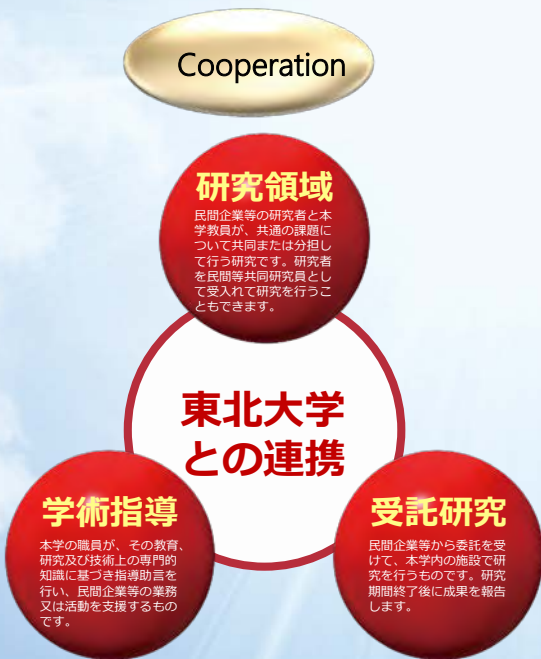 Cooperation
研究領域
民間企業等の研究者と本
学教員が、共通の課題に
ついて共同または分担し
て行う研究です。研究者
を民間等共同研究員とし
て受入れて研究を行うこ
ともできます。
東北大学
との連携
学術指導
本学の職員が、その教育、
研究及び技術上の専門的
知識に基づき指導助言を
行い、民間企業等の業務
又は活動を支援するもの
です。
受託研究
民間企業等から委託を受
けて、本学内の施設で研
究を行うものです。研究
期間終了後に成果を報告
します。